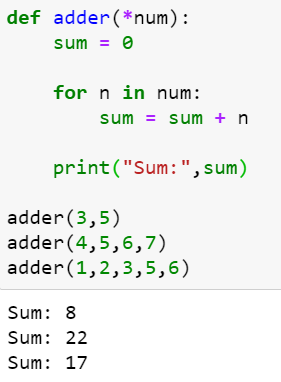 def adder(*num):
    sum = 0

    for n in num:
        sum = sum + n

    print("Sum:",sum)

adder(3,5)
adder(4,5,6,7)
adder(1,2,3,5,6)
Sum: 8
Sum: 22
Sum: 17